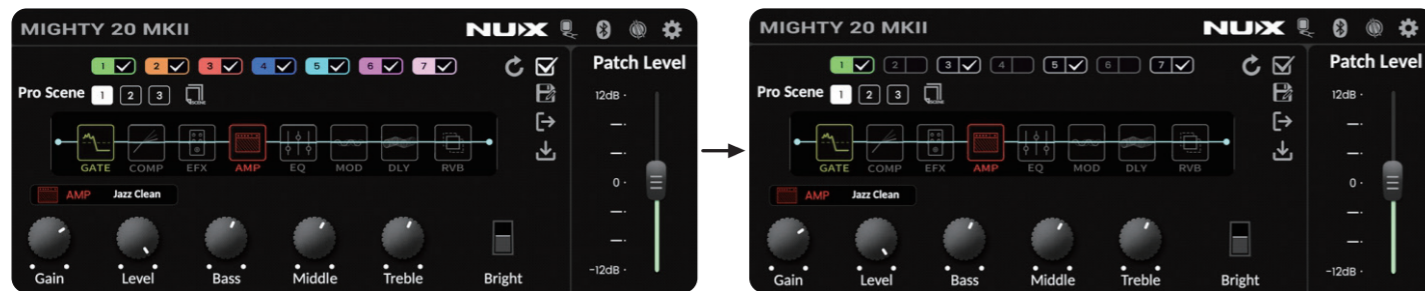 MIGHTY 20 MKII NUX
1 2 3 4 5 6 7
Patch Level
Pro Scene 1 2 3
SCENE
12dB
GATE COMP EFX AMP EQ MOD DLY RVB
0
AMP Jazz Clean
-12dB
Gain Level Bass Middle Treble Bright
MIGHTY 20 MKII NUX
1 2 3 4 5 6 7
Patch Level
Pro Scene 1 2 3
SCENE
12dB
GATE COMP EFX AMP EQ MOD DLY RVB
0
AMP Jazz Clean
-12dB
Gain Level Bass Middle Treble Bright